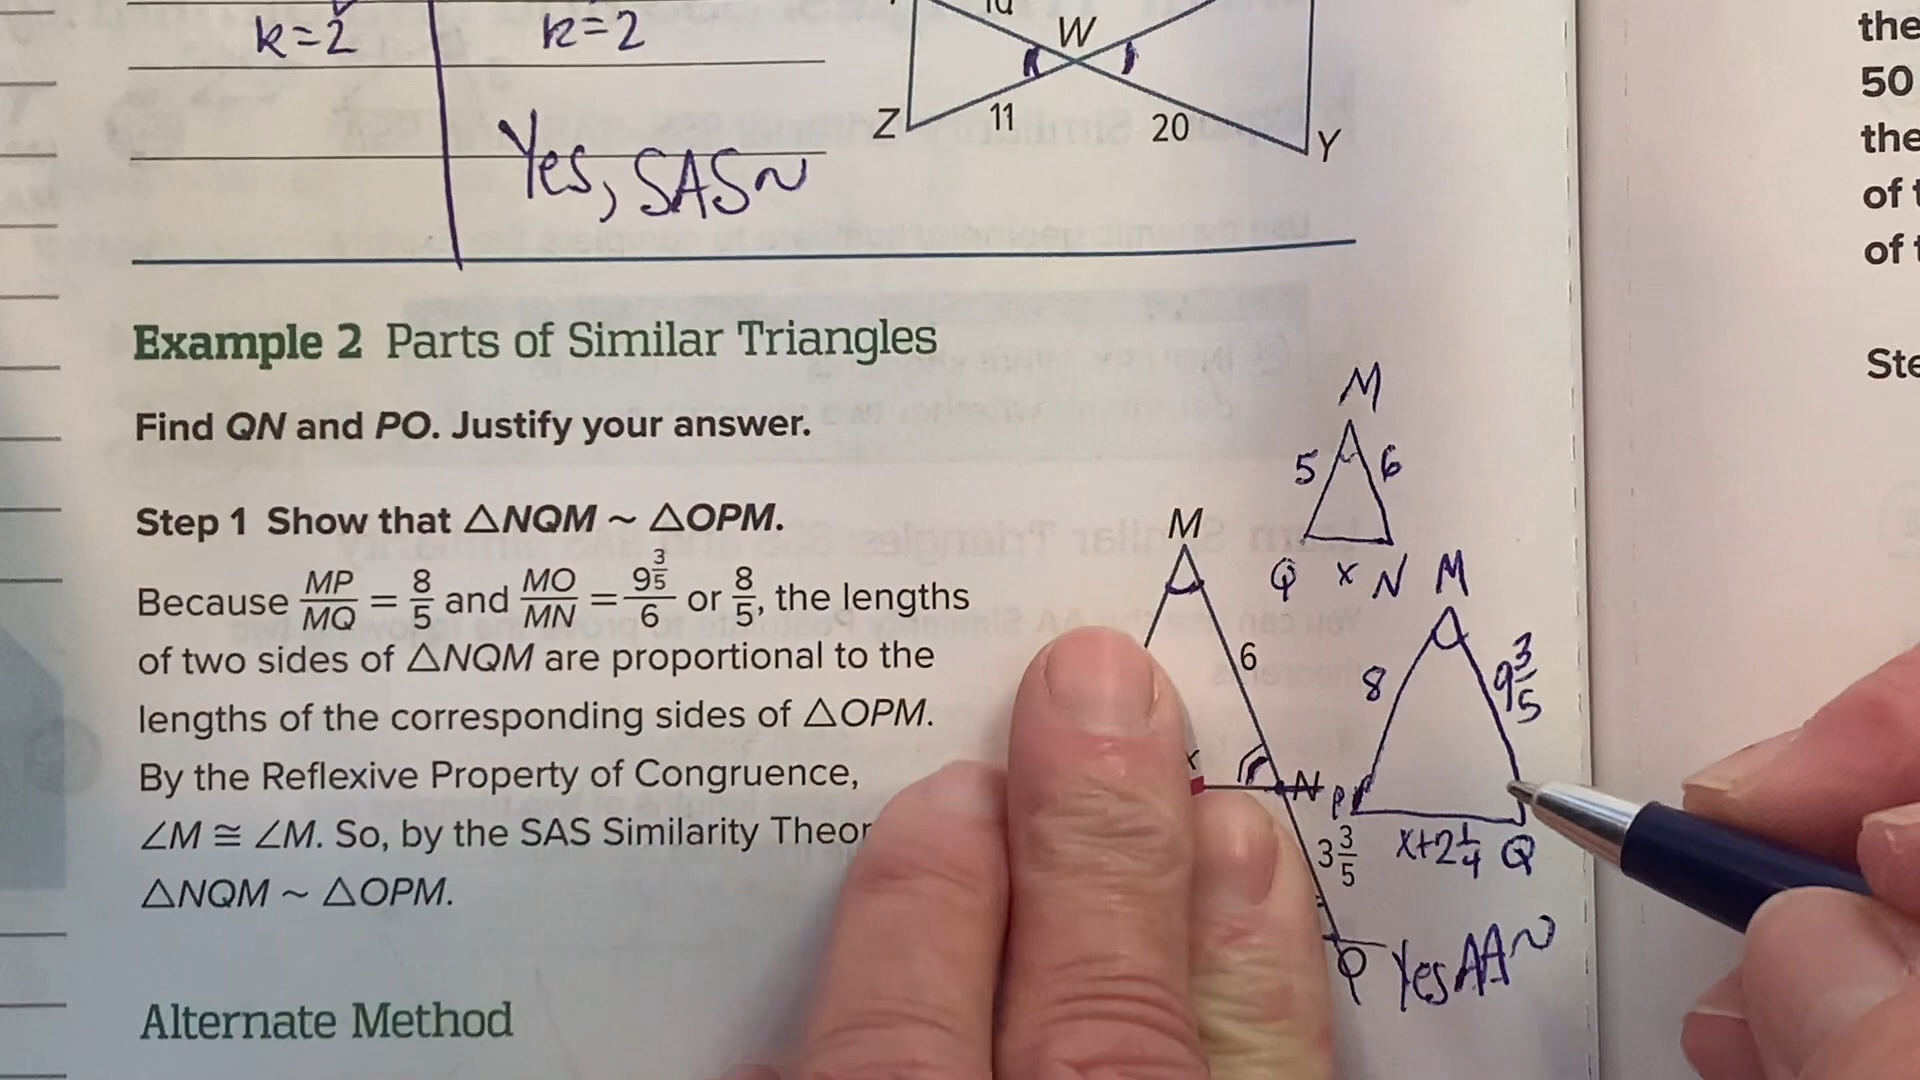 k=2
k=2
W
Z
11
20
Y
Yes, SAS~
the
50
the
of
of
Ste
Example 2 Parts of Similar Triangles
Find QN and PO. Justify your answer.
Step 1 Show that △NQM ~ △OPM.
Because MP/MQ = 8/5 and MO/MN = 9 3/5/6 or 8/5, the lengths
of two sides of △NQM are proportional to the
lengths of the corresponding sides of △OPM.
By the Reflexive Property of Congruence,
∠M ≅ ∠M. So, by the SAS Similarity
△NQM ~ △OPM.
Alternate Method
M
5
6
Q x N
M
6
x
N
3 3/5
M
8
9 3/5
P
x+2 1/4
Q
Yes AA~